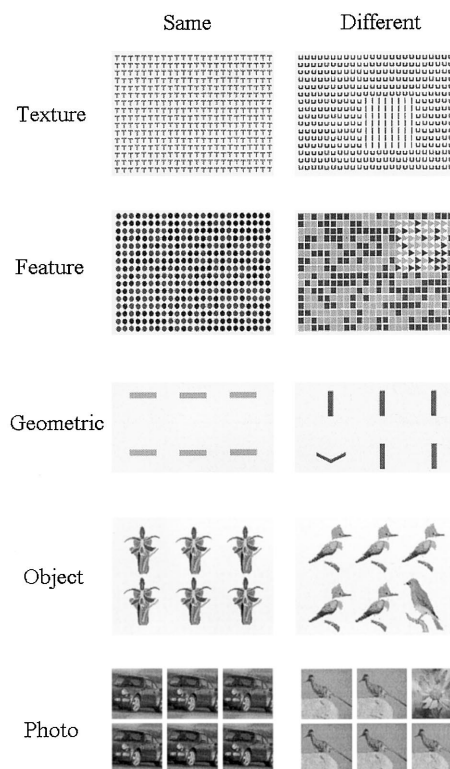 Same Different
Texture
Feature
Geometric
Object
Photo